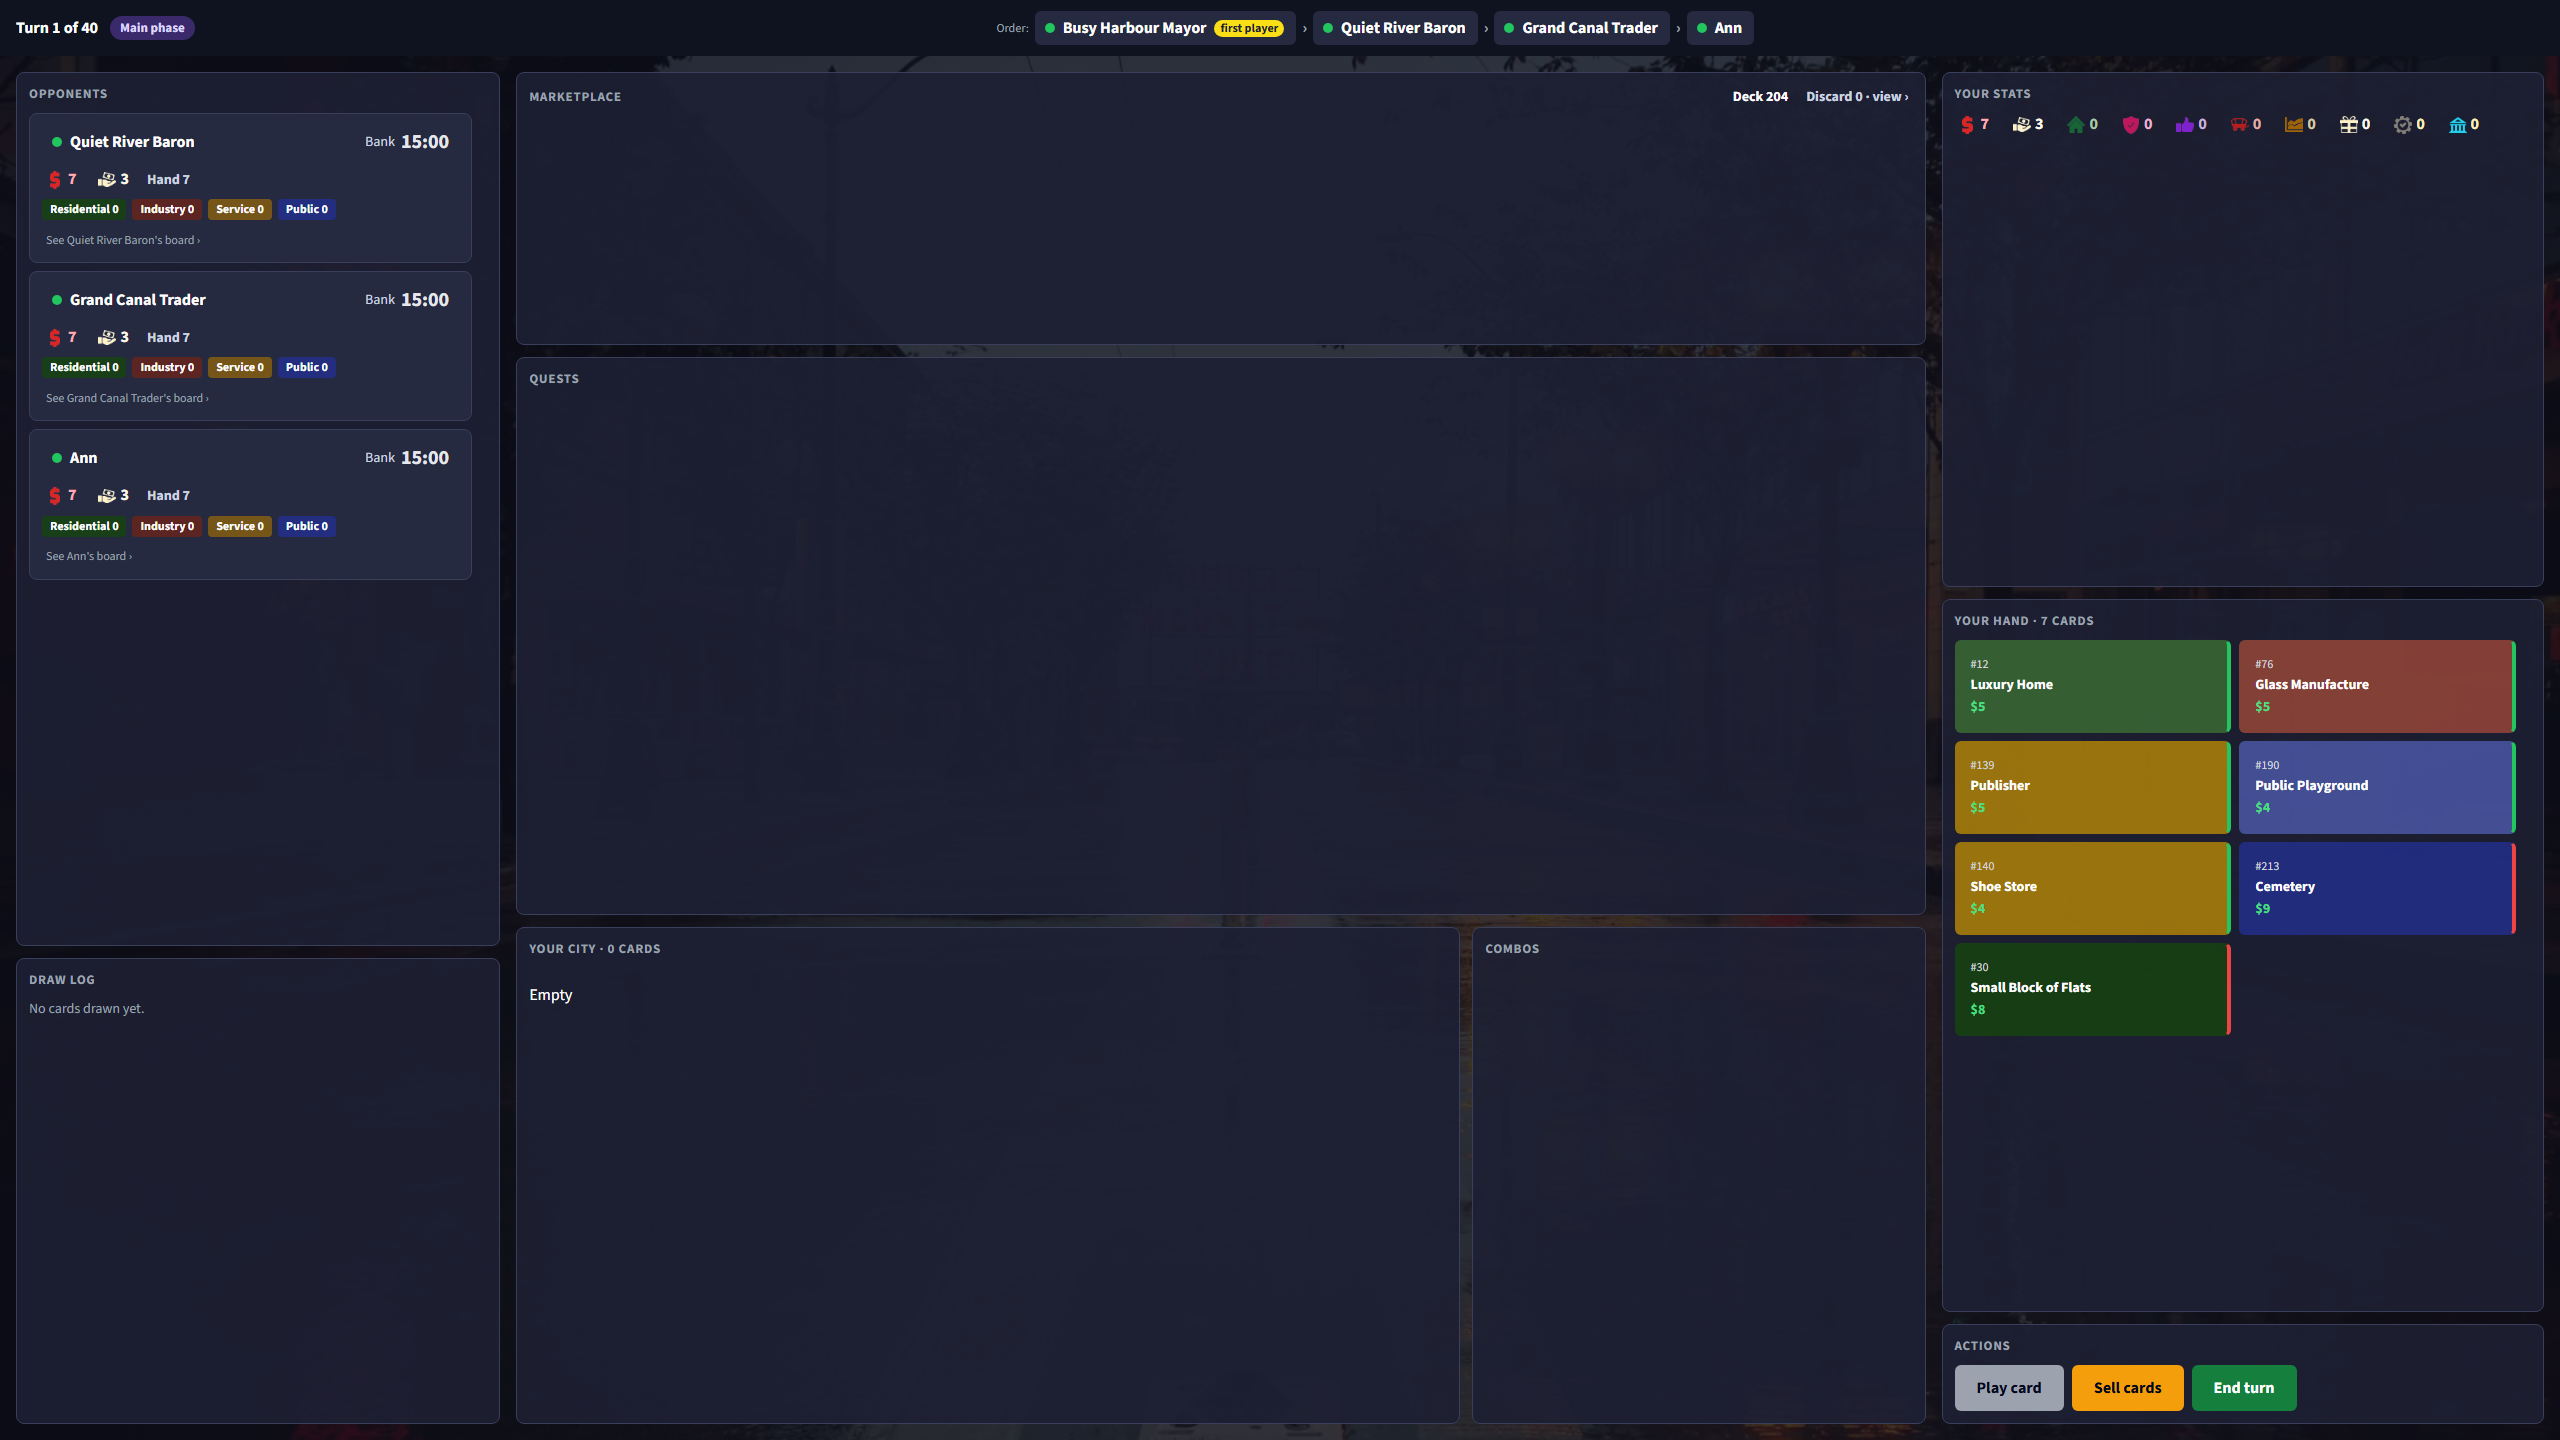 Turn 1 of 40 Main phase
Order: Busy Harbour Mayor first player › Quiet River Baron › Grand Canal Trader › Ann
OPPONENTS
Quiet River Baron Bank 15:00
7 3 Hand 7
Residential 0 Industry 0 Service 0 Public 0
See Quiet River Baron's board ›
Grand Canal Trader Bank 15:00
7 3 Hand 7
Residential 0 Industry 0 Service 0 Public 0
See Grand Canal Trader's board ›
Ann Bank 15:00
7 3 Hand 7
Residential 0 Industry 0 Service 0 Public 0
See Ann's board ›
DRAW LOG
No cards drawn yet.
MARKETPLACE Deck 204 Discard 0 · view ›
QUESTS
YOUR CITY · 0 CARDS
Empty
COMBOS
YOUR STATS
7 3 0 0 0 0 0 0 0 0
YOUR HAND · 7 CARDS
#12
Luxury Home
$5
#76
Glass Manufacture
$5
#139
Publisher
$5
#190
Public Playground
$4
#140
Shoe Store
$4
#213
Cemetery
$9
#30
Small Block of Flats
$8
ACTIONS
Play card Sell cards End turn